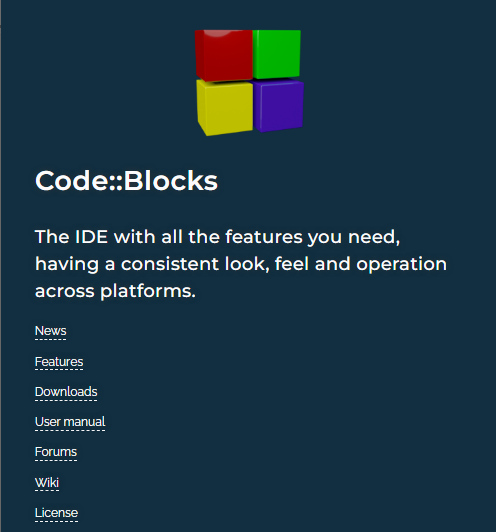 Code::Blocks
The IDE with all the features you need,
having a consistent look, feel and operation
across platforms.
News
Features
Downloads
User manual
Forums
Wiki
License